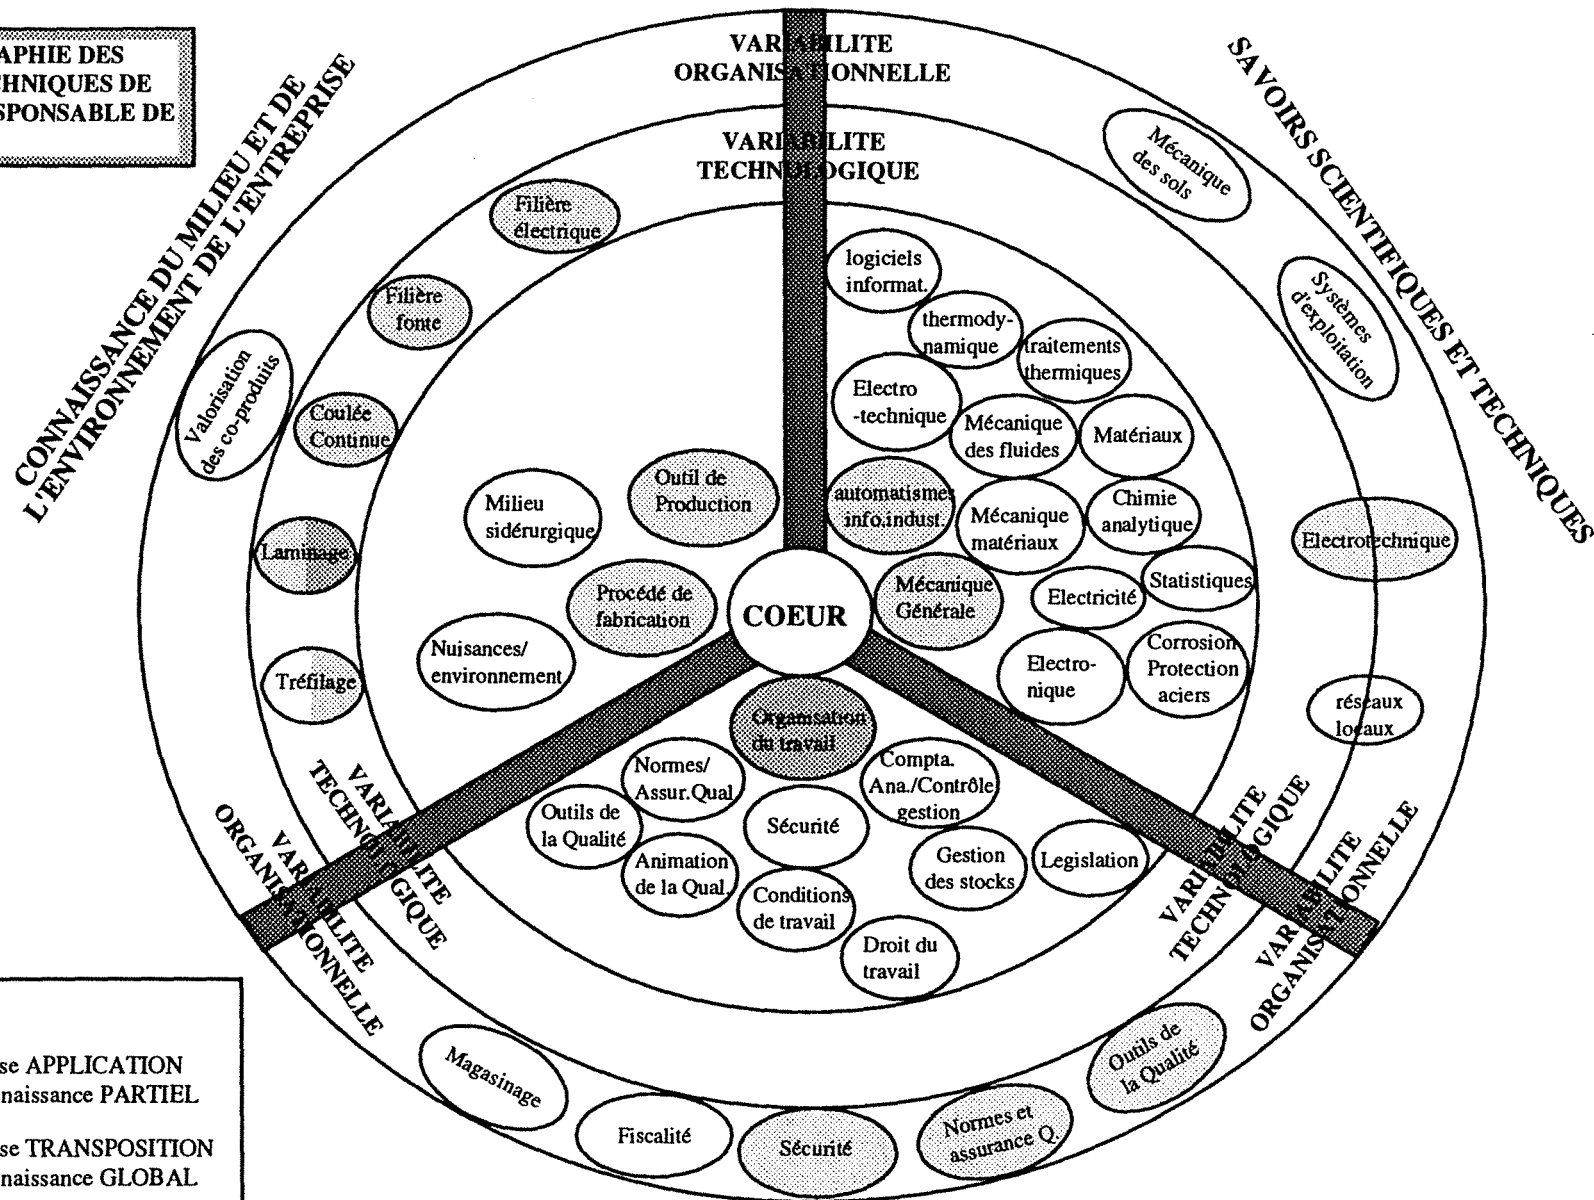 APHIE DES
CHNIQUES DE
SPONSABLE DE
CONNAISSANCE DU MILIEU ET DE
L'ENVIRONNEMENT DE L'ENTREPRISE
SAVOIRS SCIENTIFIQUES ET TECHNIQUES
VARIABILITE
ORGANISATIONNELLE
VARIABILITE
TECHNOLOGIQUE
Filière
électrique
Filière
fonte
Valorisation
des co-produits
Coulée
Continue
Laminage
Tréfilage
Milieu
sidérurgique
Outil de
Production
Procédé de
fabrication
Nuisances/
environnement
COEUR
logiciels
informat.
thermody-
namique
traitements
thermiques
Electro
-technique
Mécanique
des fluides
Matériaux
automatismes
info.indust.
Mécanique
matériaux
Chimie
analytique
Mécanique
Générale
Electricité
Statistiques
Electro-
nique
Corrosion
Protection
aciers
Mécanique
des sols
Systèmes
d'exploitation
Electrotechnique
réseaux
locaux
Organisation
du travail
Normes/
Assur.Qual
Compta.
Ana./Contrôle
gestion
Outils de
la Qualité
Sécurité
Animation
de la Qual.
Gestion
des stocks
Legislation
Conditions
de travail
Droit du
travail
VARIABILITE
TECHNOLOGIQUE
VARIABILITE
ORGANISATIONNELLE
VARIABILITE
TECHNOLOGIQUE
VARIABILITE
ORGANISATIONNELLE
Magasinage
Fiscalité
Sécurité
Normes et
assurance Q.
Outils de
la Qualité
se APPLICATION
naissance PARTIEL
se TRANSPOSITION
naissance GLOBAL